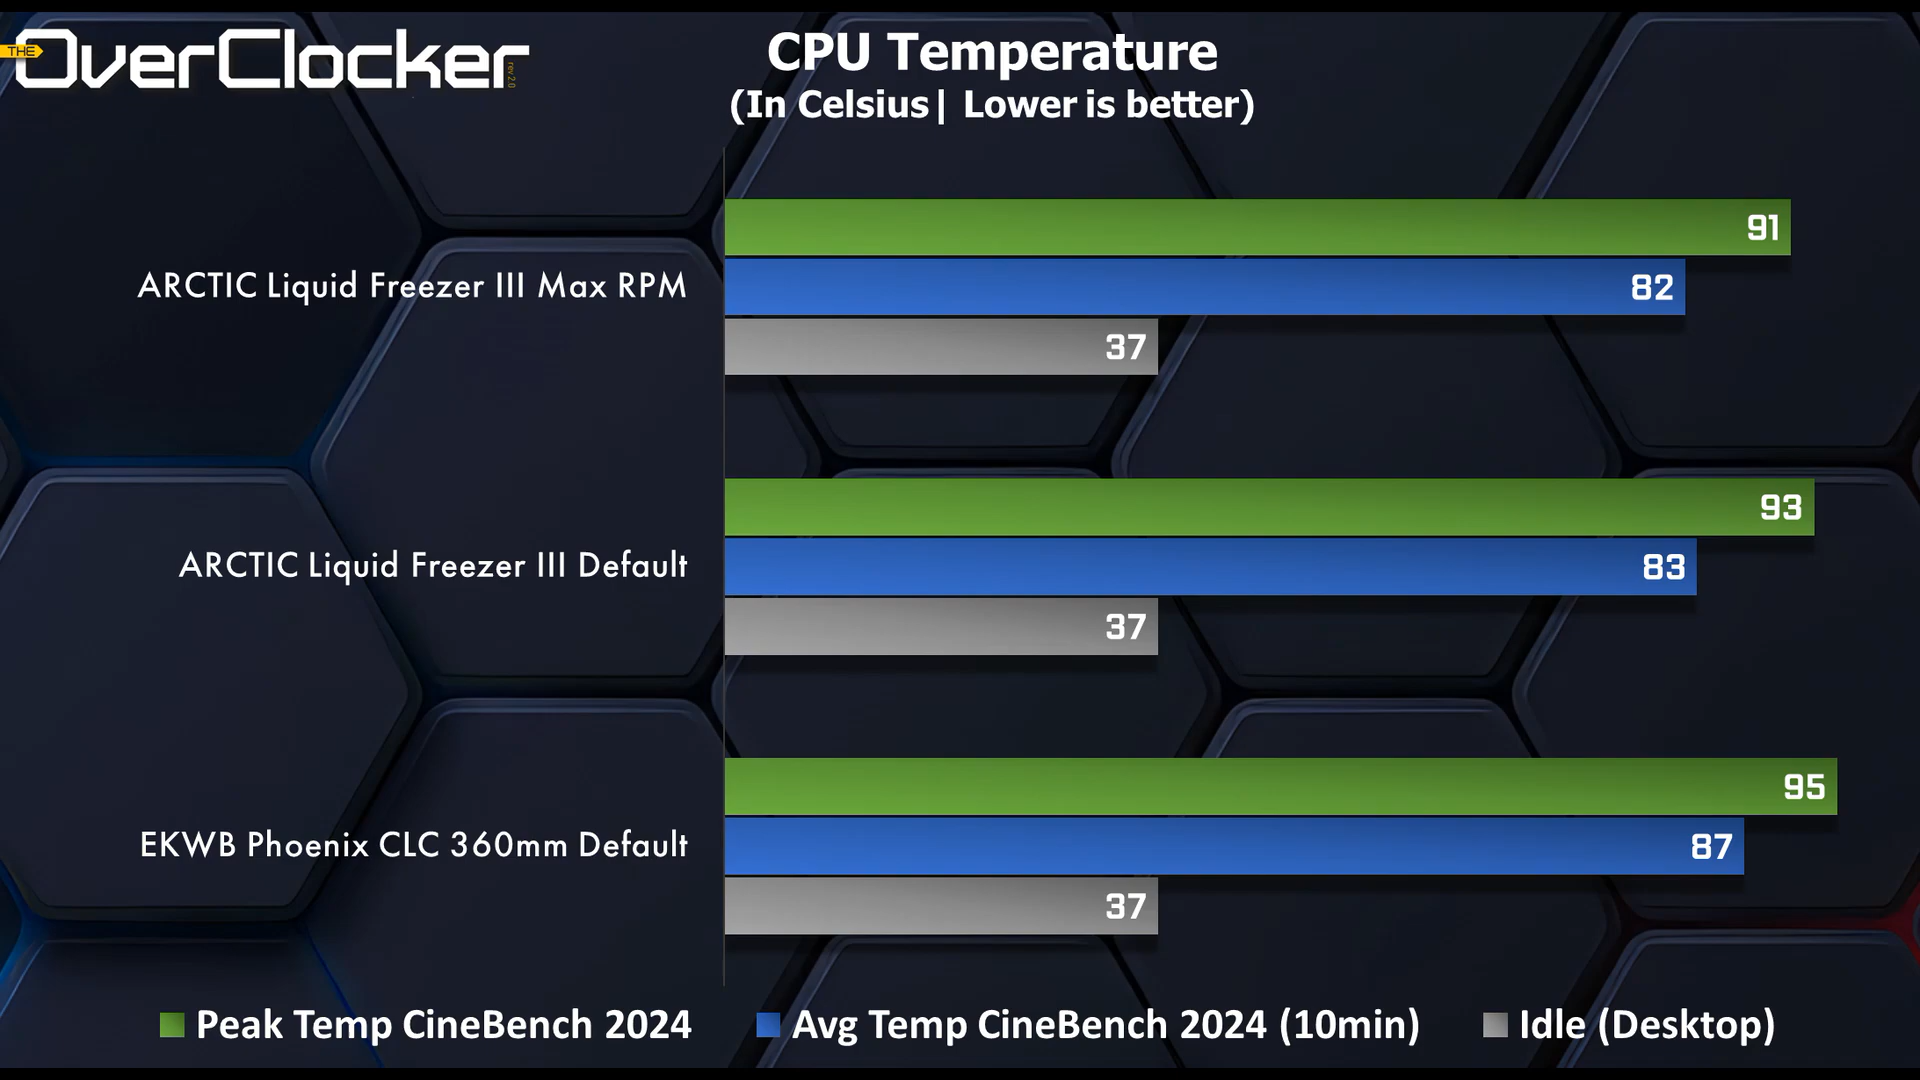 THE
OverClocker
rev 2.0
CPU Temperature
(In Celsius| Lower is better)
ARCTIC Liquid Freezer III Max RPM
91
82
37
ARCTIC Liquid Freezer III Default
93
83
37
EKWB Phoenix CLC 360mm Default
95
87
37
Peak Temp CineBench 2024
Avg Temp CineBench 2024 (10min)
Idle (Desktop)